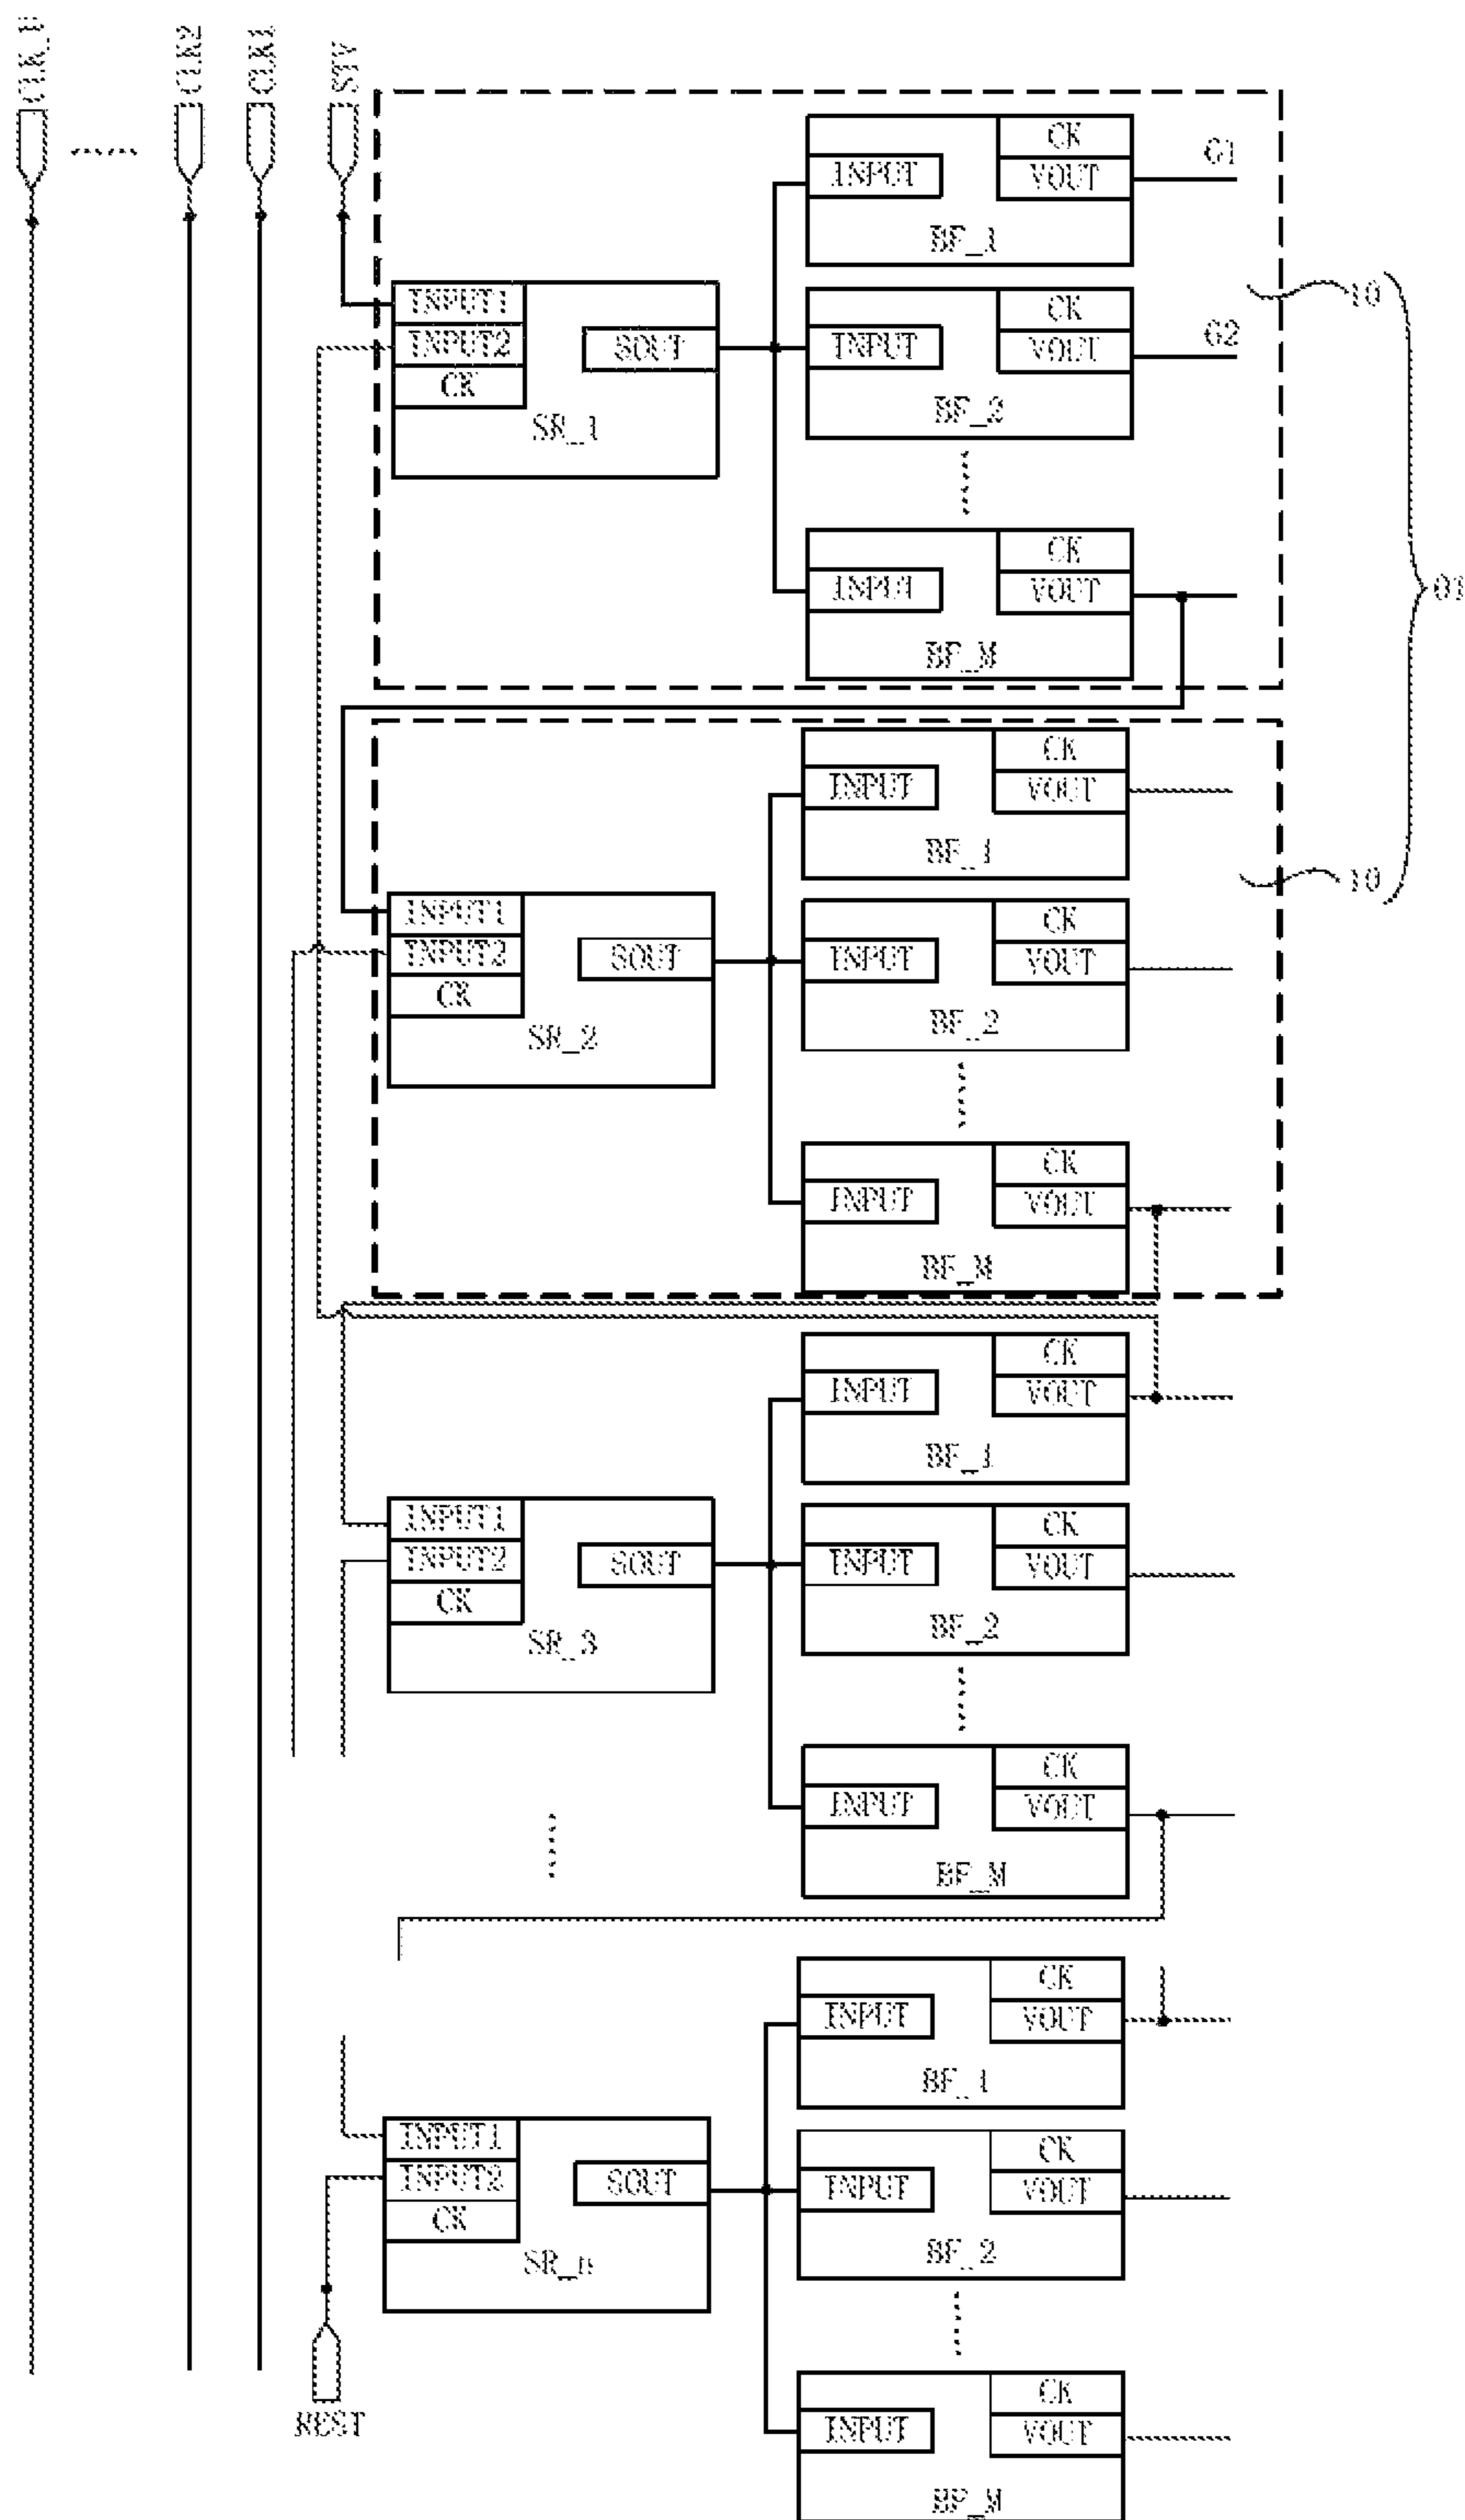 CLK2
CLK1
STV
CK
INPUT
VOUT
G1
BF_1
INPUT1
CK
10
INPUT2
SOUT
INPUT
VOUT
G2
CK
SR_1
BF_2
CK
INPUT
VOUT
01
BF_M
CK
INPUT
VOUT
BF_1
10
INPUT1
CK
INPUT2
SOUT
INPUT
VOUT
CK
SR_2
BF_2
CK
INPUT
VOUT
BF_M
CK
INPUT
VOUT
BF_1
INPUT1
CK
INPUT2
SOUT
INPUT
VOUT
CK
SR_3
BF_2
CK
INPUT
VOUT
BF_M
CK
INPUT
VOUT
BF_1
INPUT1
CK
INPUT2
SOUT
INPUT
VOUT
CK
SR_n
BF_2
CK
REST
INPUT
VOUT
BF_M